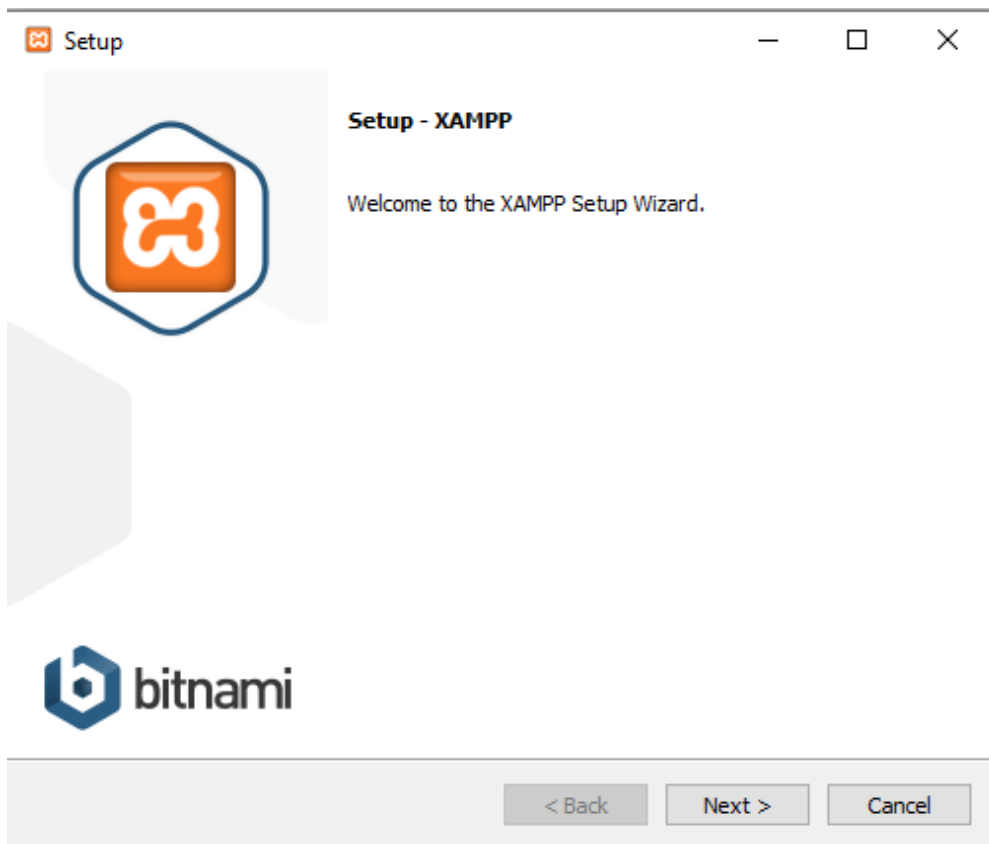 Setup
Setup - XAMPP
Welcome to the XAMPP Setup Wizard.
bitnami
< Back
Next >
Cancel